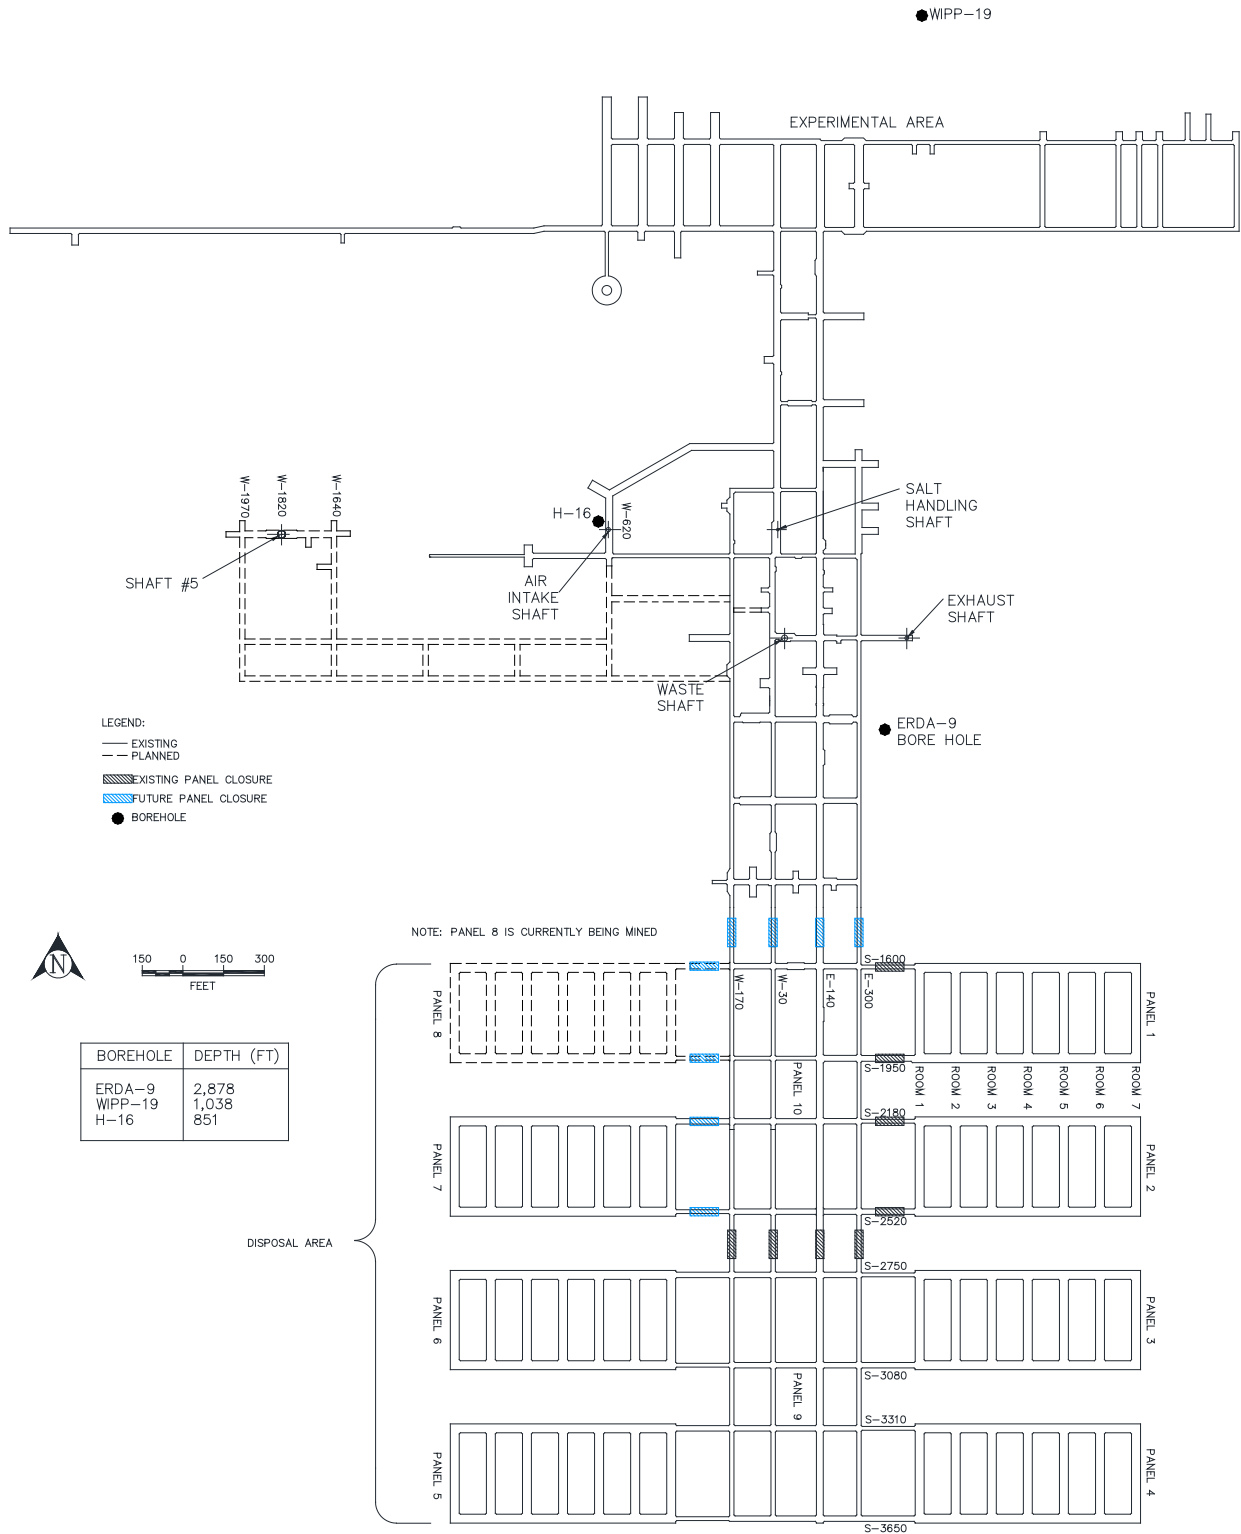 WIPP-19
EXPERIMENTAL AREA
W-1970
W-1820
W-1640
H-16
W-620
SALT
HANDLING
SHAFT
SHAFT #5
AIR
INTAKE
SHAFT
EXHAUST
SHAFT
WASTE
SHAFT
ERDA-9
BORE HOLE
LEGEND:
EXISTING
PLANNED
EXISTING PANEL CLOSURE
FUTURE PANEL CLOSURE
BOREHOLE
N
150 0 150 300
FEET
NOTE: PANEL 8 IS CURRENTLY BEING MINED
BOREHOLE DEPTH (FT)
ERDA-9 2,878
WIPP-19 1,038
H-16 851
S-1600
W-170
W-30
E-140
E-300
PANEL 8
PANEL 1
S-1950
PANEL 10
ROOM 1
ROOM 2
ROOM 3
ROOM 4
ROOM 5
ROOM 6
ROOM 7
S-2180
PANEL 7
PANEL 2
S-2520
DISPOSAL AREA
S-2750
PANEL 6
PANEL 3
S-3080
PANEL 9
S-3310
PANEL 5
PANEL 4
S-3650